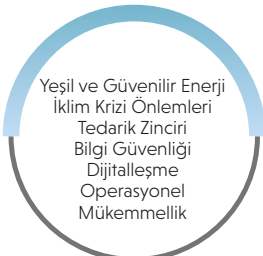 Yeşil ve Güvenilir Enerji
İklim Krizi Önlemleri
Tedarik Zinciri
Bilgi Güvenliği
Dijitalleşme
Operasyonel
Mükemmellik